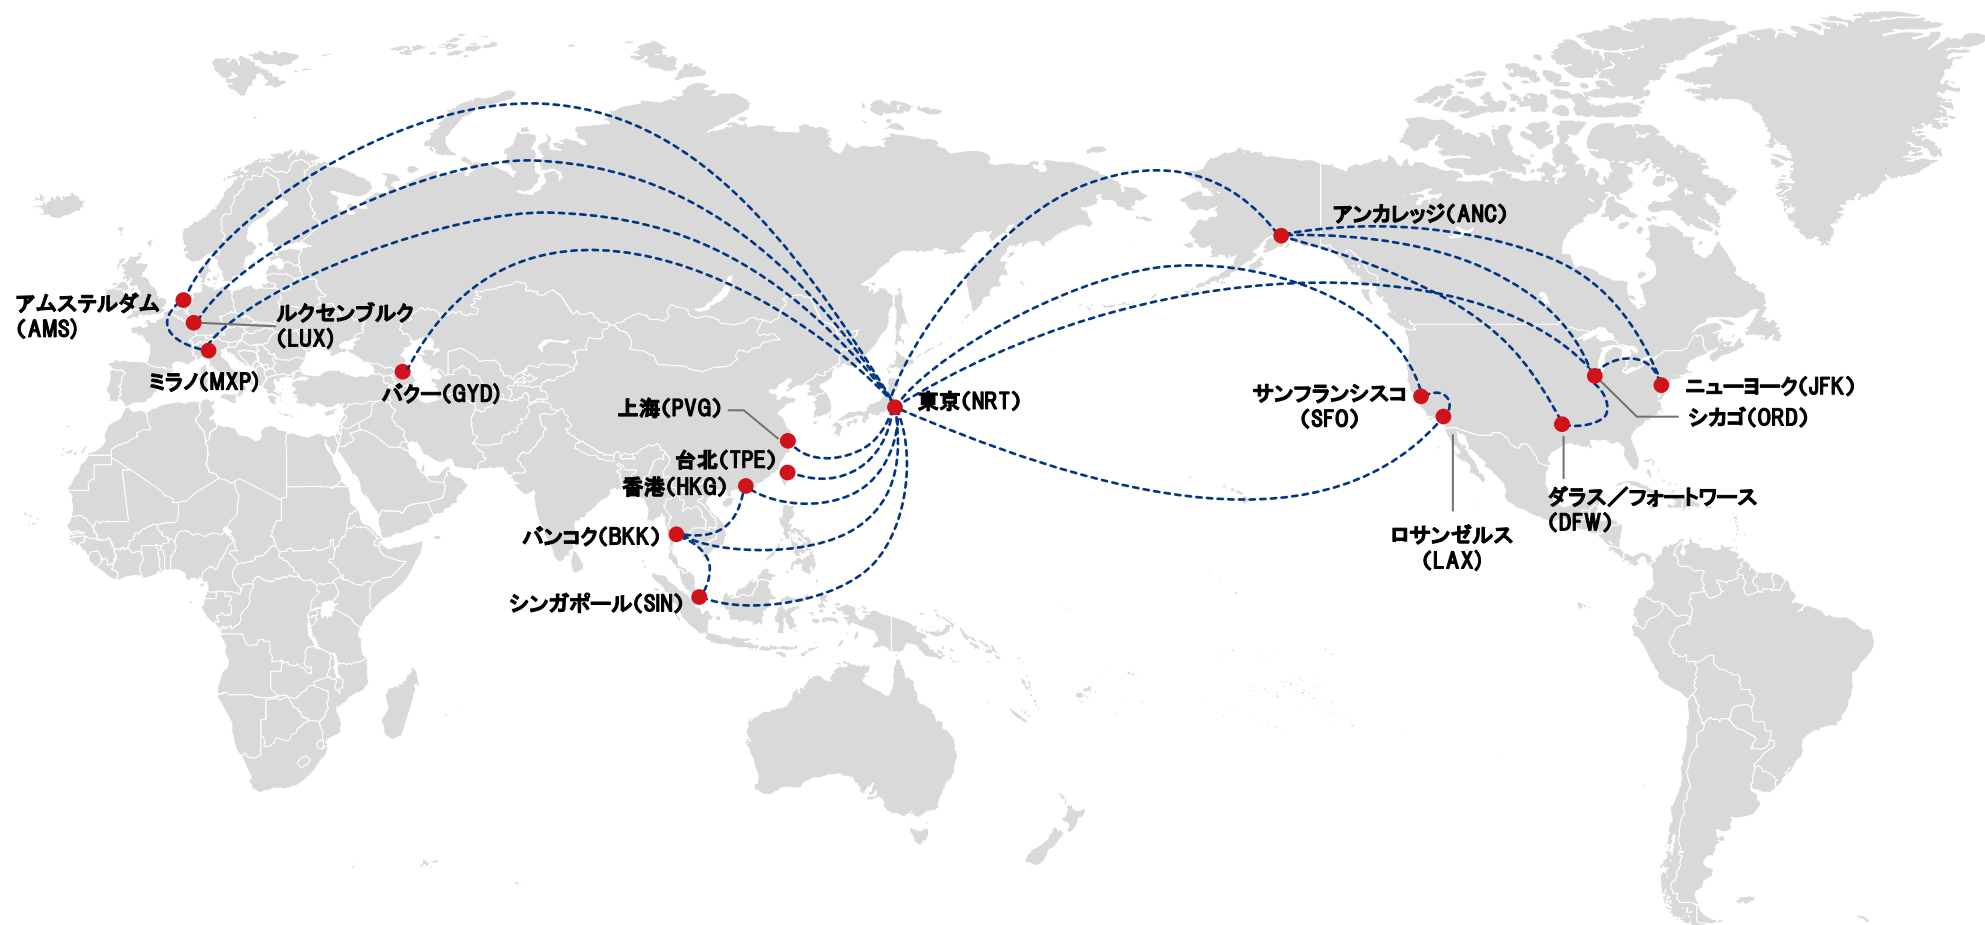 アムステルダム
(AMS)
ルクセンブルク
(LUX)
ミラノ(MXP)
バクー(GYD)
上海(PVG)
東京(NRT)
台北(TPE)
香港(HKG)
バンコク(BKK)
シンガポール(SIN)
アンカレッジ(ANC)
サンフランシスコ
(SFO)
ニューヨーク(JFK)
シカゴ(ORD)
ダラス／フォートワース
(DFW)
ロサンゼルス
(LAX)